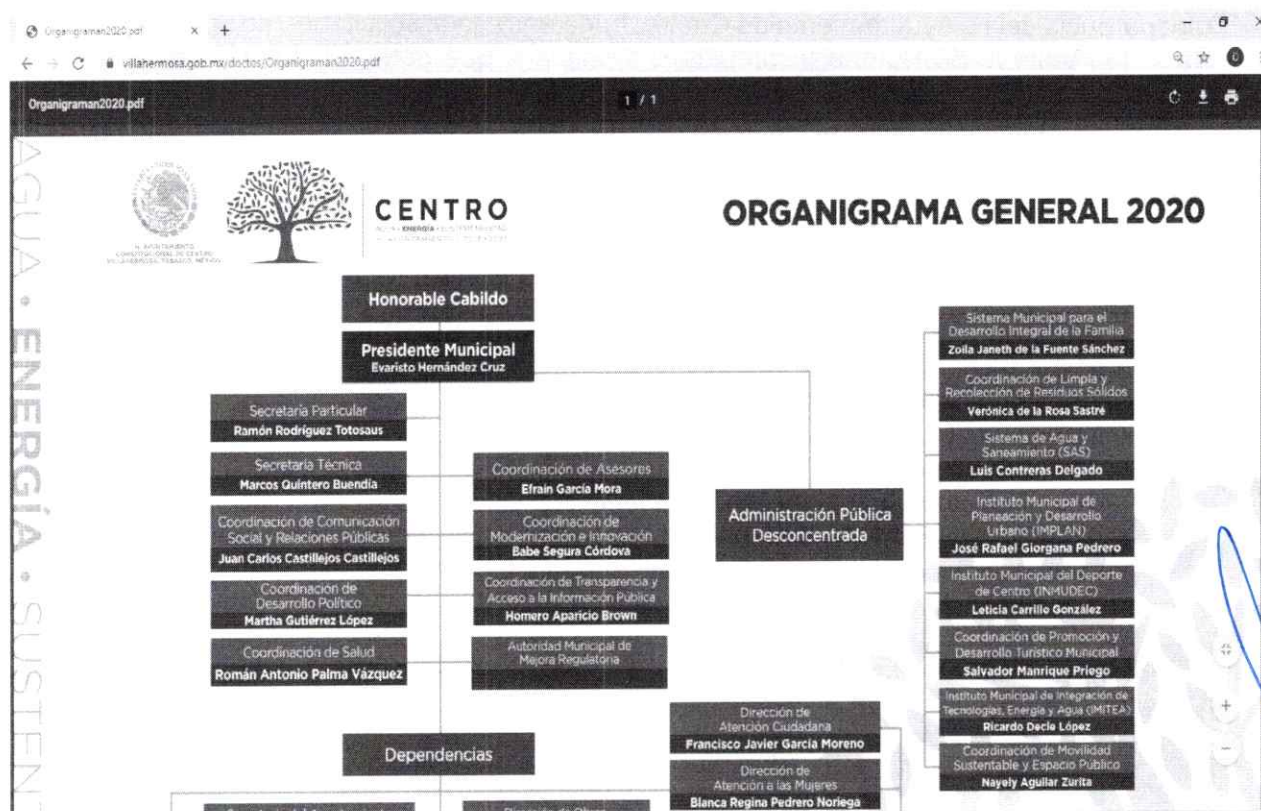 Organigraman2020.pdf
villahermosa.gob.mx/doctos/Organigraman2020.pdf
Organigraman2020.pdf
1 / 1
AGUA • ENERGÍA • SUSTENT
CENTRO
ORGANIGRAMA GENERAL 2020
Honorable Cabildo
Presidente Municipal
Evaristo Hernández Cruz
Secretaría Particular
Ramón Rodríguez Totosaus
Secretaría Técnica
Marcos Quintero Buendía
Coordinación de Comunicación
Social y Relaciones Públicas
Juan Carlos Castillejos Castillejos
Coordinación de
Desarrollo Político
Martha Gutiérrez López
Coordinación de Salud
Román Antonio Palma Vázquez
Coordinación de Asesores
Efraín García Mora
Coordinación de
Modernización e Innovación
Babe Segura Córdova
Coordinación de Transparencia y
Acceso a la Información Pública
Homero Aparicio Brown
Autoridad Municipal de
Mejora Regulatoria
Administración Pública
Desconcentrada
Sistema Municipal para el
Desarrollo Integral de la Familia
Zoila Janeth de la Fuente Sánchez
Coordinación de Limpia y
Recolección de Residuos Sólidos
Verónica de la Rosa Sastré
Sistema de Agua y
Saneamiento (SAS)
Luis Contreras Delgado
Instituto Municipal de
Planeación y Desarrollo
Urbano (IMPLAN)
José Rafael Giorgana Pedrero
Instituto Municipal del Deporte
de Centro (INMUDEC)
Leticia Carrillo González
Coordinación de Promoción y
Desarrollo Turístico Municipal
Salvador Manrique Priego
Instituto Municipal de Integración de
Tecnologías, Energía y Agua (IMITEA)
Ricardo Decle López
Coordinación de Movilidad
Sustentable y Espacio Público
Nayely Aguilar Zurita
Dependencias
Dirección de
Atención Ciudadana
Francisco Javier García Moreno
Dirección de
Atención a las Mujeres
Blanca Regina Pedrero Noriega